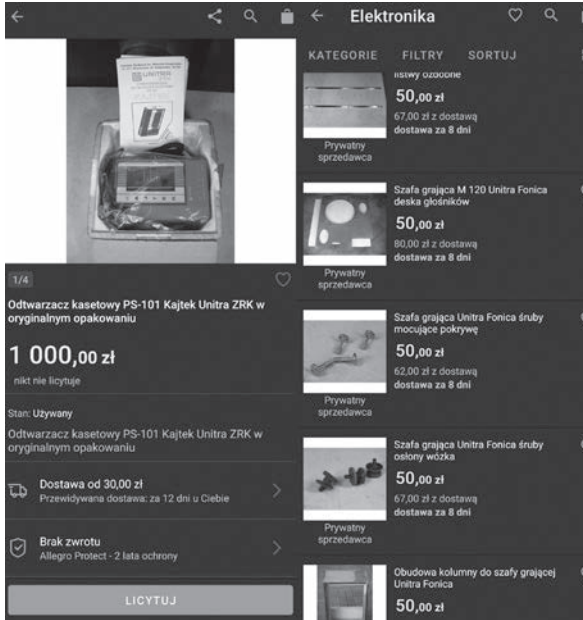 UNITRA
1/4
Odtwarzacz kasetowy PS-101 Kajtek Unitra ZRK w
oryginalnym opakowaniu
1 000,00 zł
nikt nie licytuje
Stan: Używany
Odtwarzacz kasetowy PS-101 Kajtek Unitra ZRK w
oryginalnym opakowaniu
Dostawa od 30,00 zł
Przewidywana dostawa: za 12 dni u Ciebie
Brak zwrotu
Allegro Protect - 2 lata ochrony
LICYTUJ
Elektronika
KATEGORIE FILTRY SORTUJ
listwy ozdobne
50,00 zł
67,00 zł z dostawą
dostawa za 8 dni
Prywatny
sprzedawca
Szafa grająca M 120 Unitra Fonica
deska głośników
50,00 zł
80,00 zł z dostawą
dostawa za 8 dni
Prywatny
sprzedawca
Szafa grająca Unitra Fonica śruby
mocujące pokrywę
50,00 zł
62,00 zł z dostawą
dostawa za 8 dni
Prywatny
sprzedawca
Szafa grająca Unitra Fonica śruby
osłony wózka
50,00 zł
67,00 zł z dostawą
dostawa za 8 dni
Prywatny
sprzedawca
Obudowa kolumny do szafy grającej
Unitra Fonica
50,00 zł